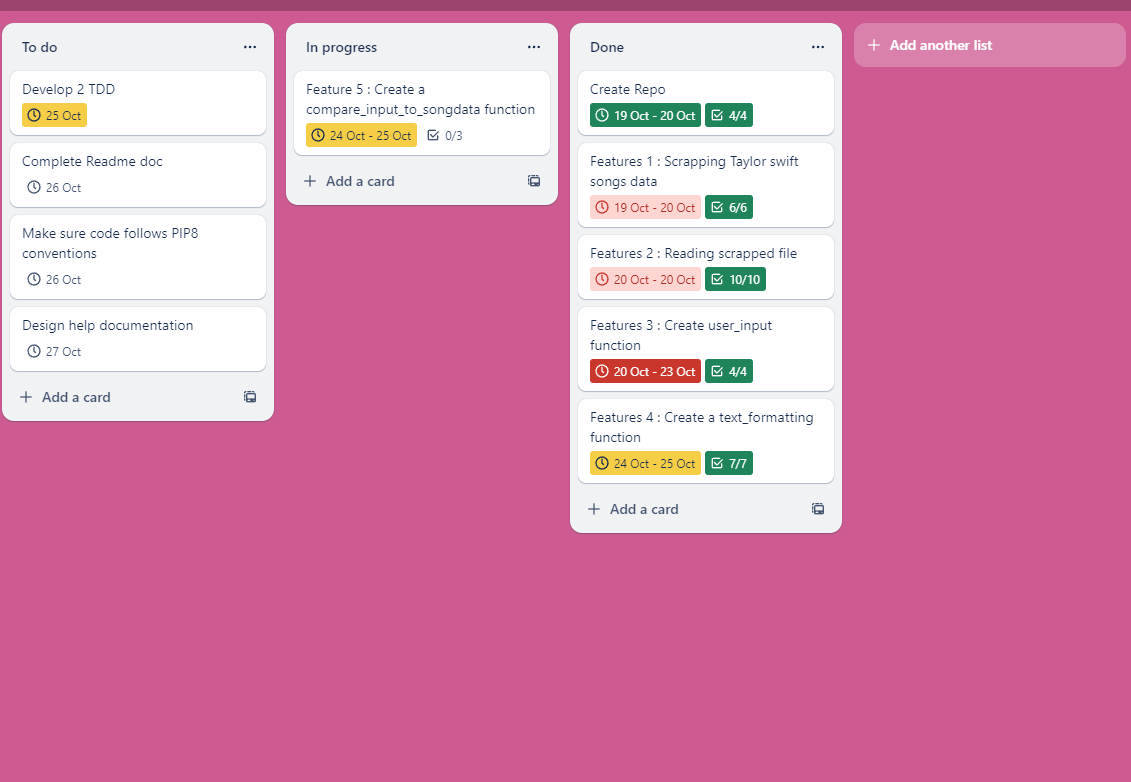 To do
Develop 2 TDD
25 Oct
Complete Readme doc
26 Oct
Make sure code follows PIP8
conventions
26 Oct
Design help documentation
27 Oct
Add a card
In progress
Feature 5 : Create a
compare_input_to_songdata function
24 Oct - 25 Oct 0/3
Add a card
Done
Create Repo
19 Oct - 20 Oct 4/4
Features 1 : Scrapping Taylor swift
songs data
19 Oct - 20 Oct 6/6
Features 2 : Reading scrapped file
20 Oct - 20 Oct 10/10
Features 3 : Create user_input
function
20 Oct - 23 Oct 4/4
Features 4 : Create a text_formatting
function
24 Oct - 25 Oct 7/7
Add a card
Add another list